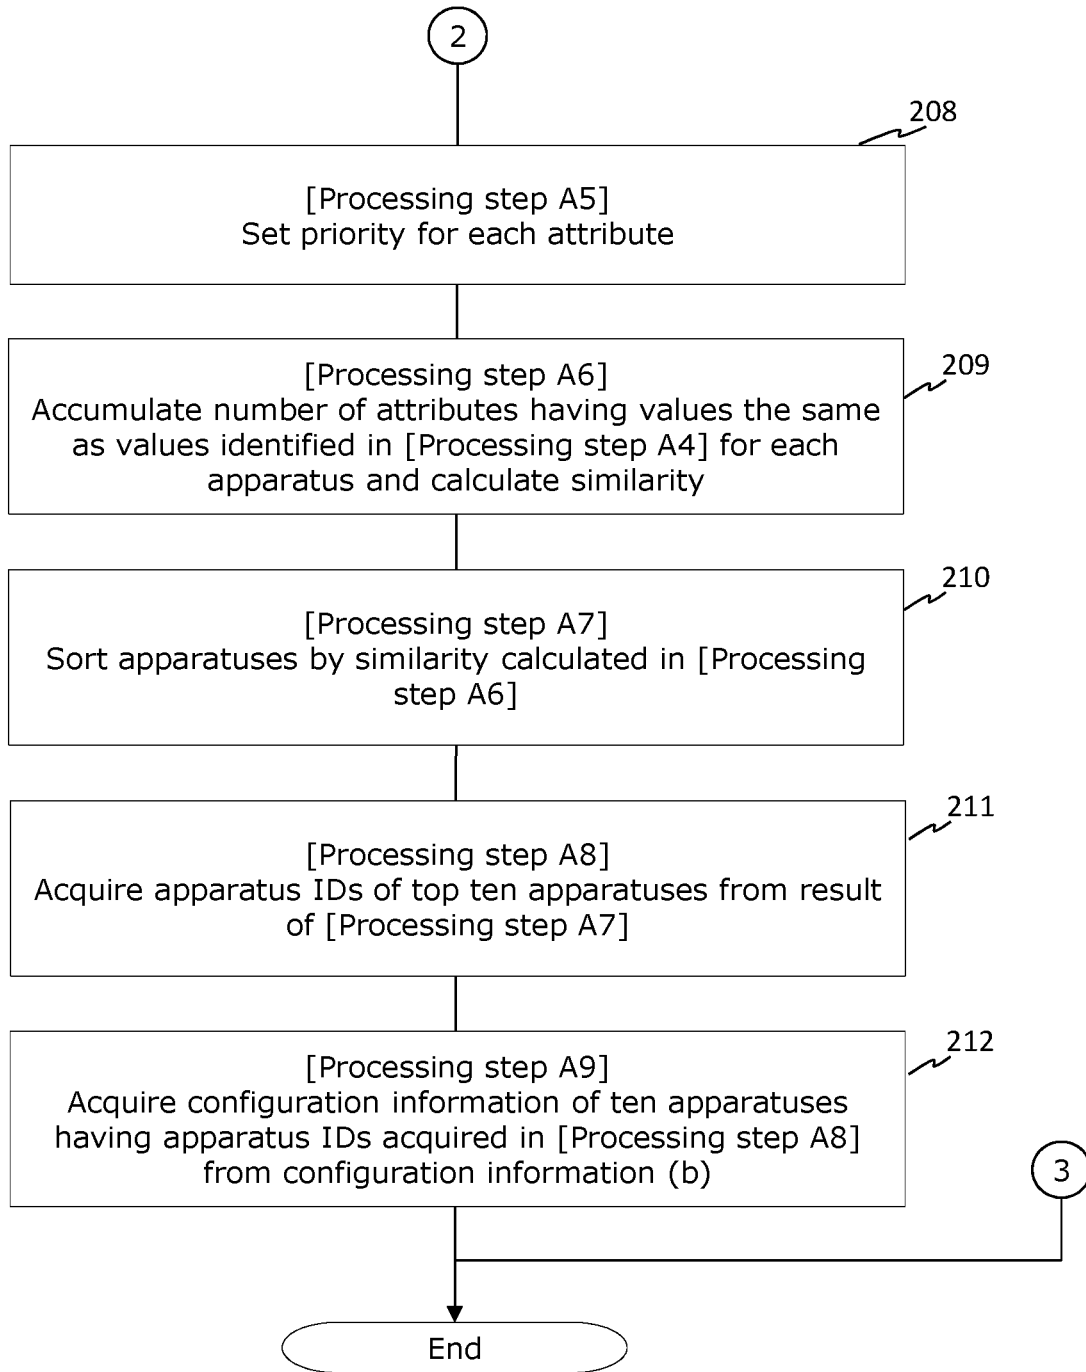 2
208
[Processing step A5]
Set priority for each attribute
209
[Processing step A6]
Accumulate number of attributes having values the same
as values identified in [Processing step A4] for each
apparatus and calculate similarity
210
[Processing step A7]
Sort apparatuses by similarity calculated in [Processing
step A6]
211
[Processing step A8]
Acquire apparatus IDs of top ten apparatuses from result
of [Processing step A7]
212
[Processing step A9]
Acquire configuration information of ten apparatuses
having apparatus IDs acquired in [Processing step A8]
from configuration information (b)
3
End